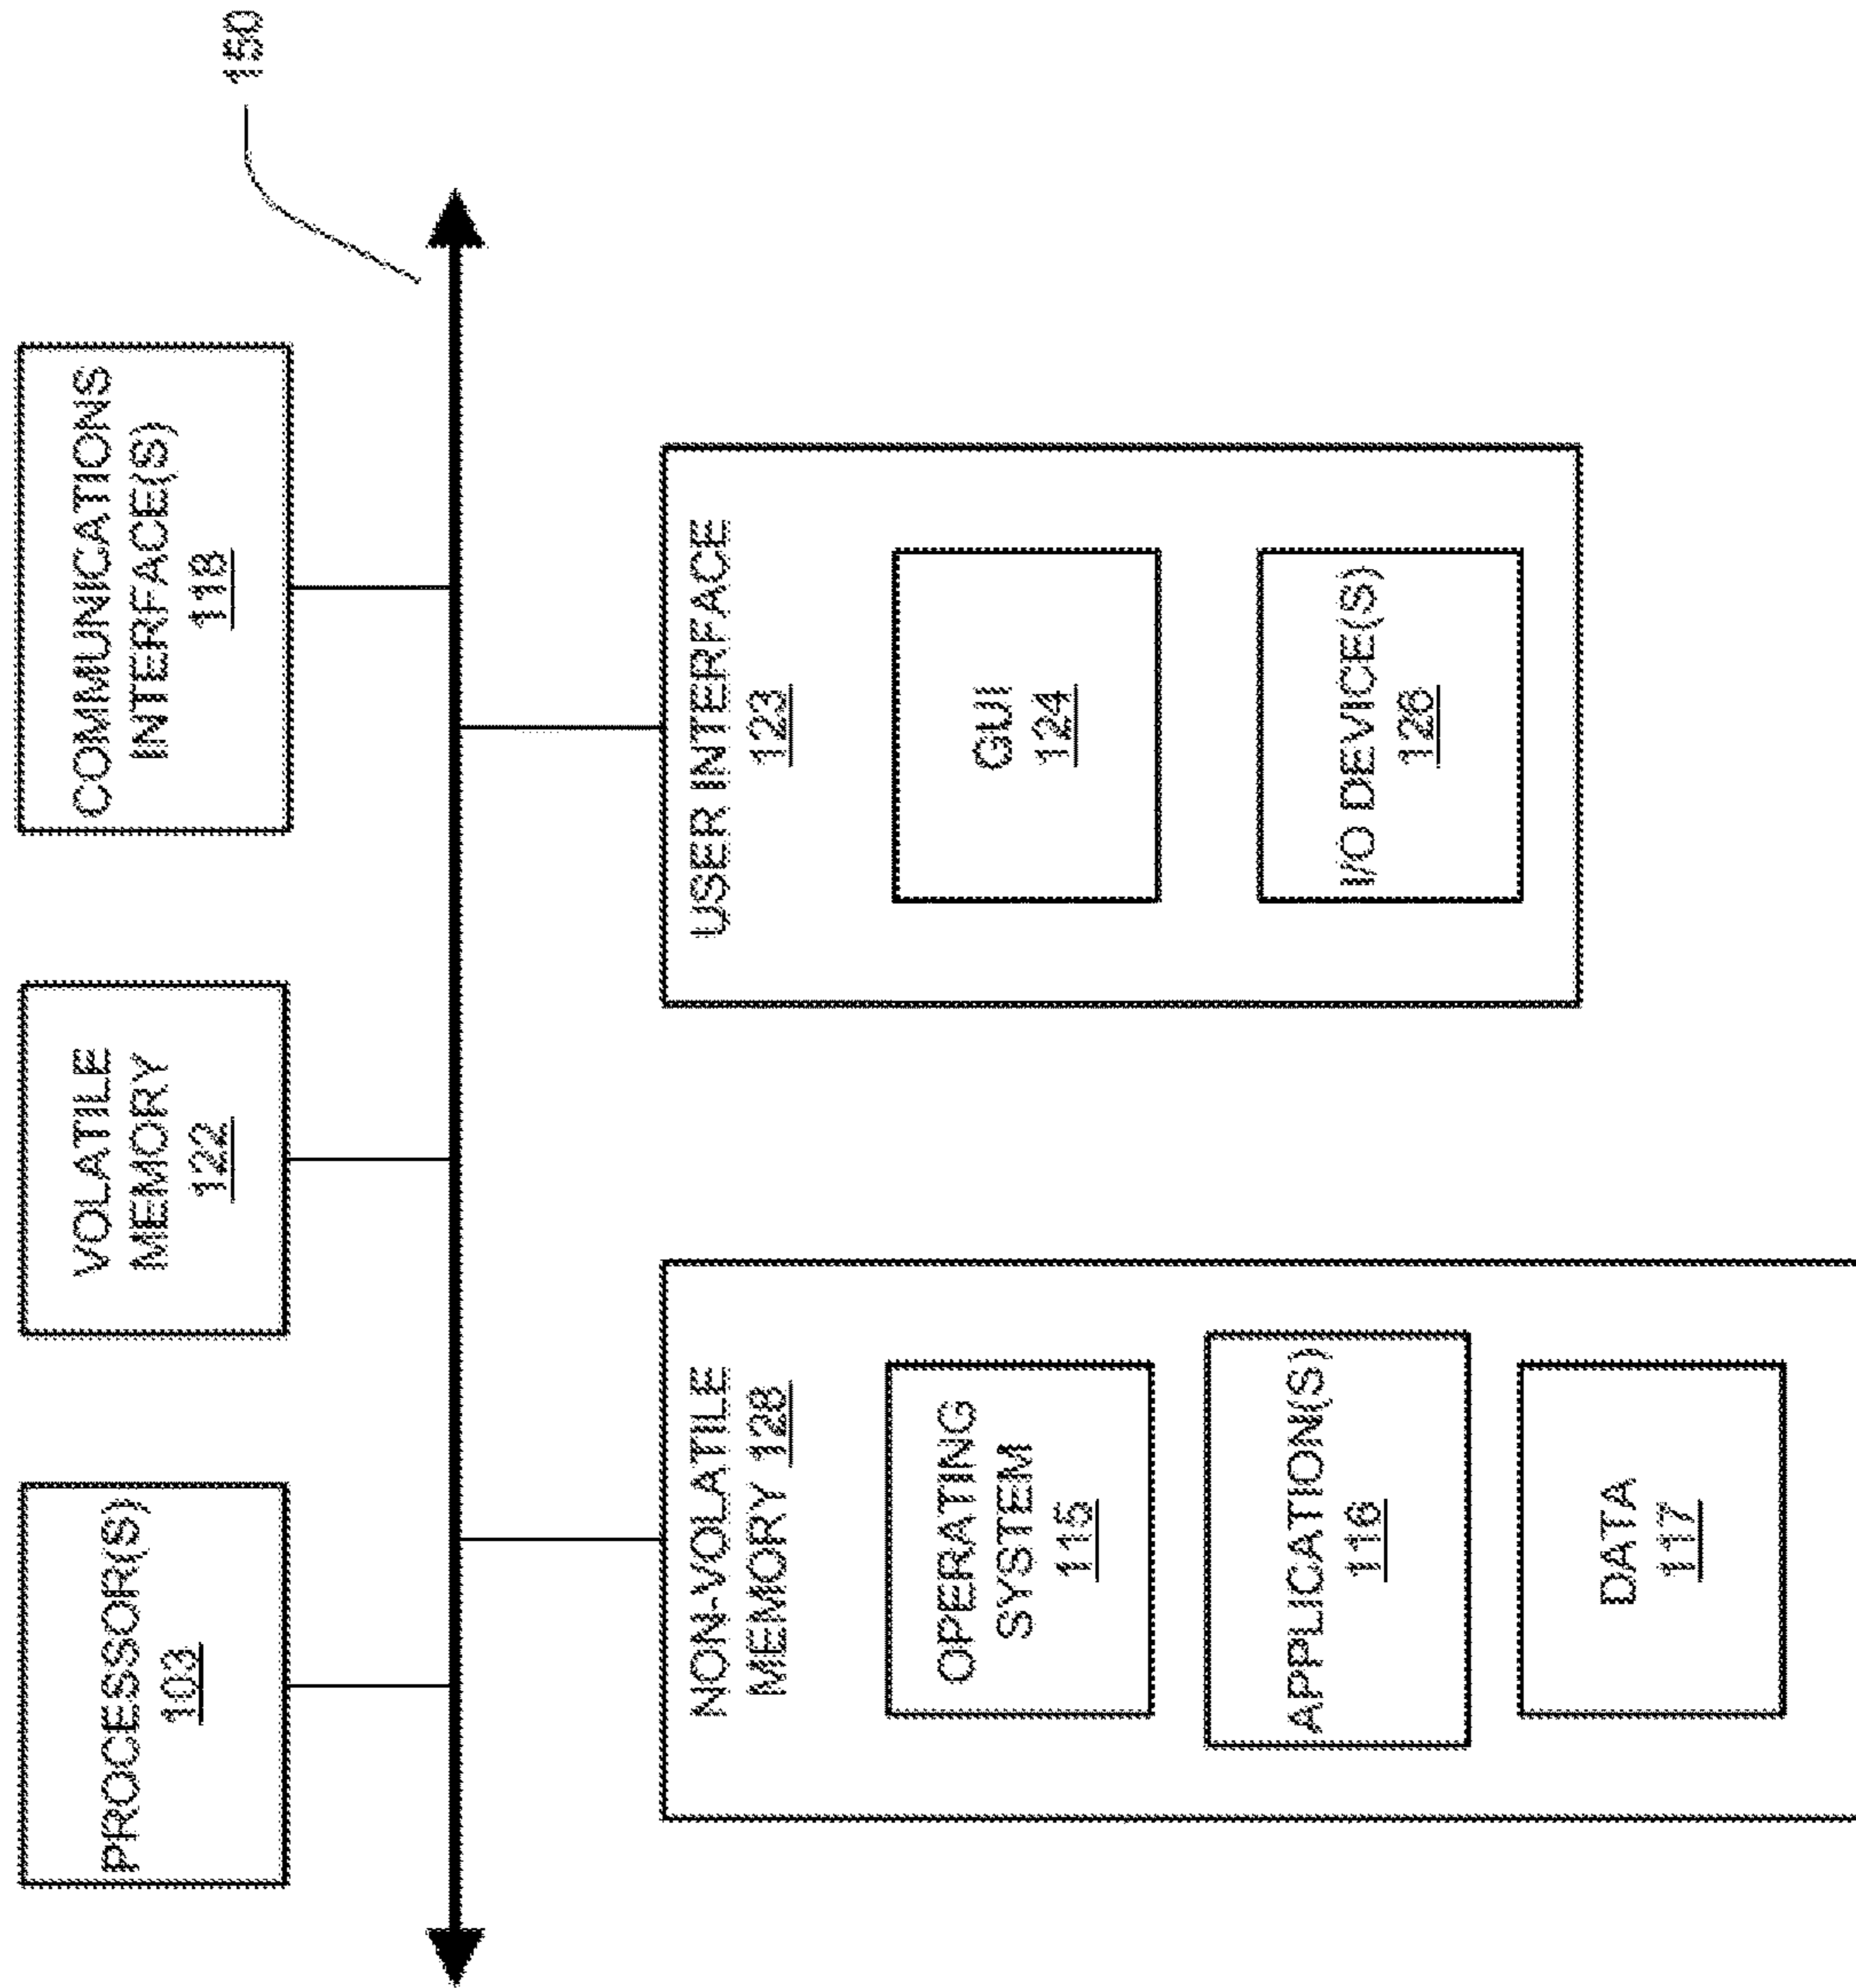 PROCESSOR(S)
103
VOLATILE
MEMORY
122
COMMUNICATIONS
INTERFACE(S)
118
150
NON-VOLATILE
MEMORY 128
OPERATING
SYSTEM
115
APPLICATION(S)
116
DATA
117
USER INTERFACE
123
GUI
124
I/O DEVICE(S)
126